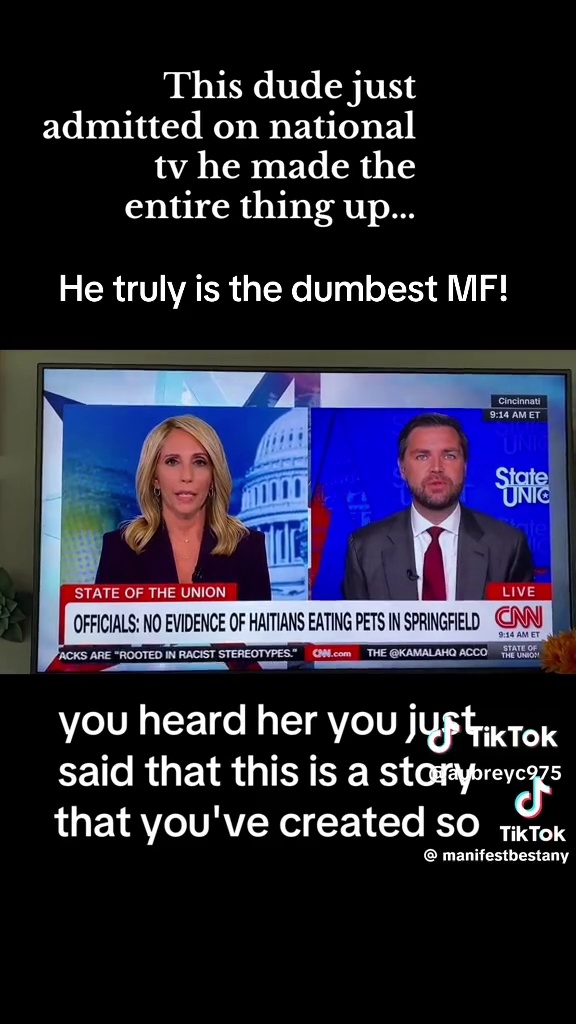 This dude just
admitted on national
tv he made the
entire thing up...
He truly is the dumbest MF!
Cincinnati
9:14 AM ET
State
UNIO
STATE OF THE UNION
LIVE
OFFICIALS: NO EVIDENCE OF HAITIANS EATING PETS IN SPRINGFIELD
CNN
9:14 AM ET
ACKS ARE "ROOTED IN RACIST STEREOTYPES."
CNN.com
THE @KAMALAHQ ACCO
STATE OF
THE UNION
you heard her you just
said that this is a story
that you've created so
TikTok
@aubreyc975
TikTok
@ manifestbestany